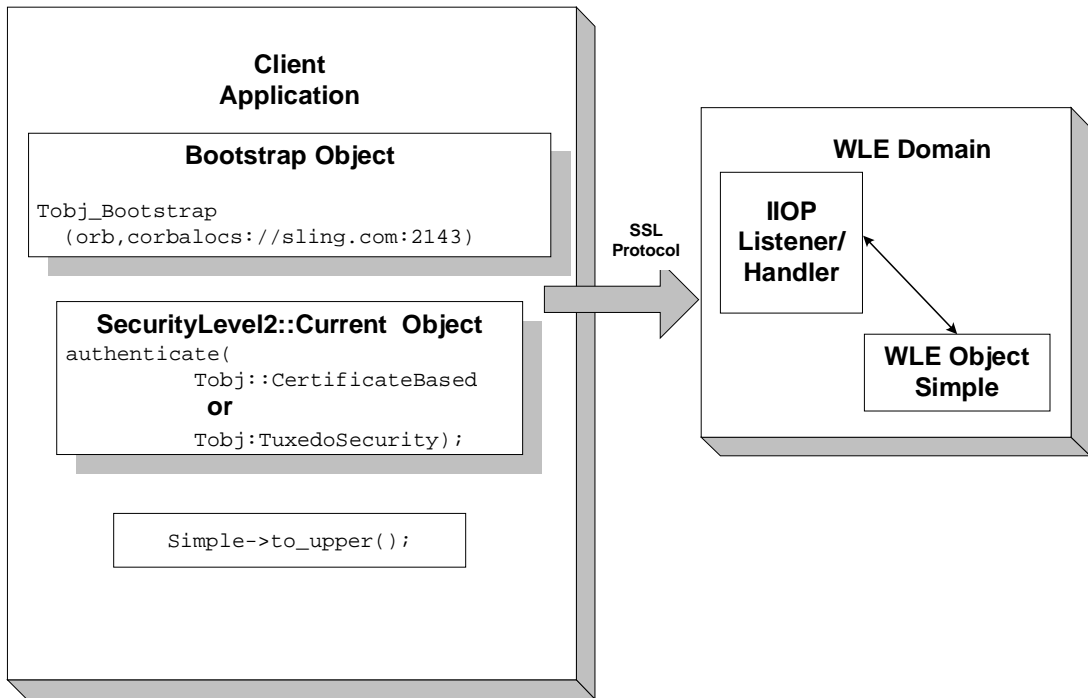 Client
Application
Bootstrap Object
Tobj_Bootstrap
(orb,corbalocs://sling.com:2143)
SecurityLevel2::Current Object
authenticate(
Tobj::CertificateBased
or
Tobj:TuxedoSecurity);
Simple->to_upper();
SSL
Protocol
WLE Domain
IIOP
Listener/
Handler
WLE Object
Simple